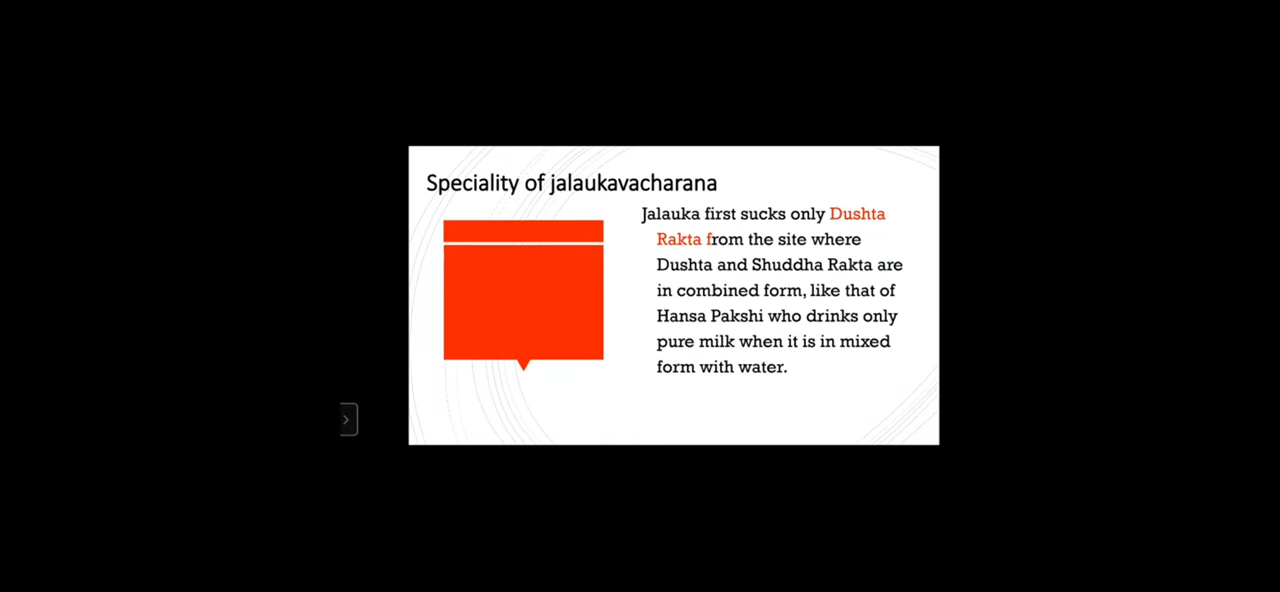 Speciality of jalaukavacharana
Jalauka first sucks only Dushta
Rakta from the site where
Dushta and Shuddha Rakta are
in combined form, like that of
Hansa Pakshi who drinks only
pure milk when it is in mixed
form with water.